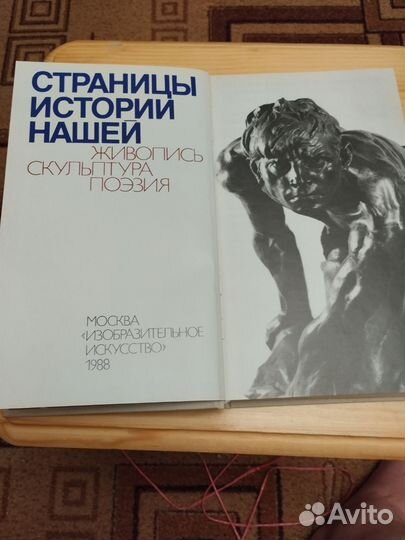 СТРАНИЦЫ
ИСТОРИИ
НАШЕЙ
ЖИВОПИСЬ
СКУЛЬПТУРА
ПОЭЗИЯ
МОСКВА
«ИЗОБРАЗИТЕЛЬНОЕ
ИСКУССТВО»
1988
Avito